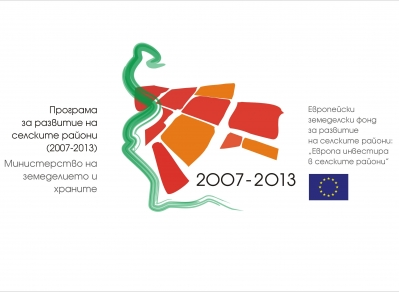 Програма
за развитие на
селските райони
(2007-2013)
Министерство на
земеделието и
храните
2007-2013
Европейски
земеделски фонд
за развитие
на селските райони:
„Европа инвестира
в селските райони“